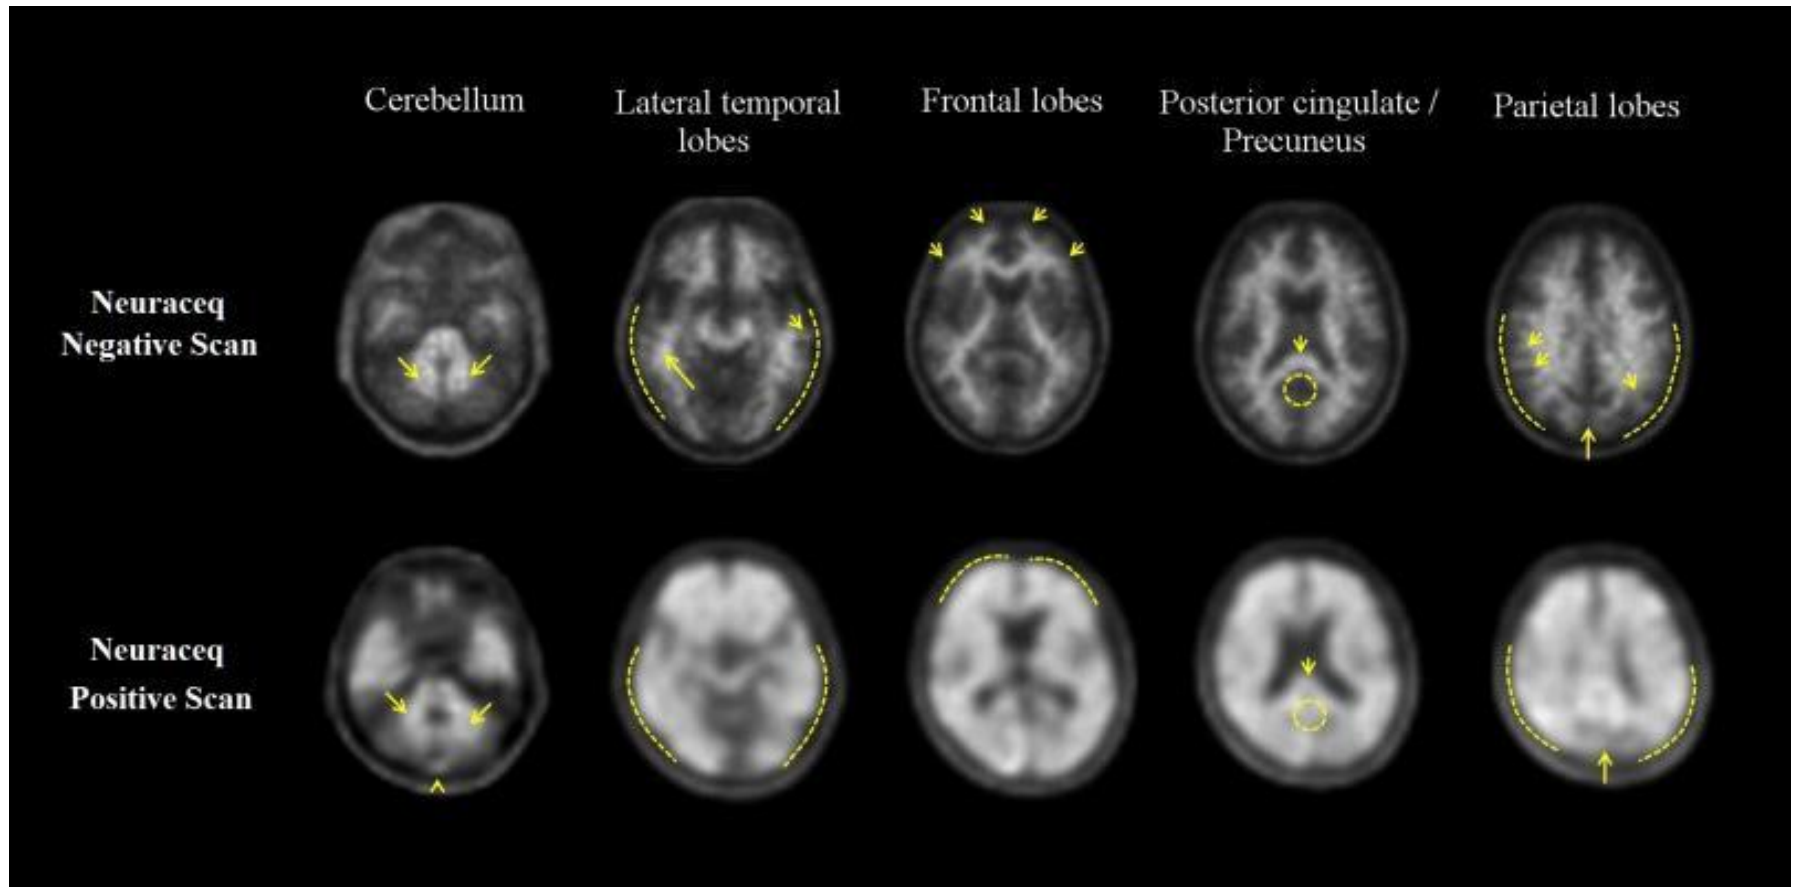 Cerebellum
Lateral temporal
lobes
Frontal lobes
Posterior cingulate /
Precuneus
Parietal lobes
Neuraceq
Negative Scan
Neuraceq
Positive Scan